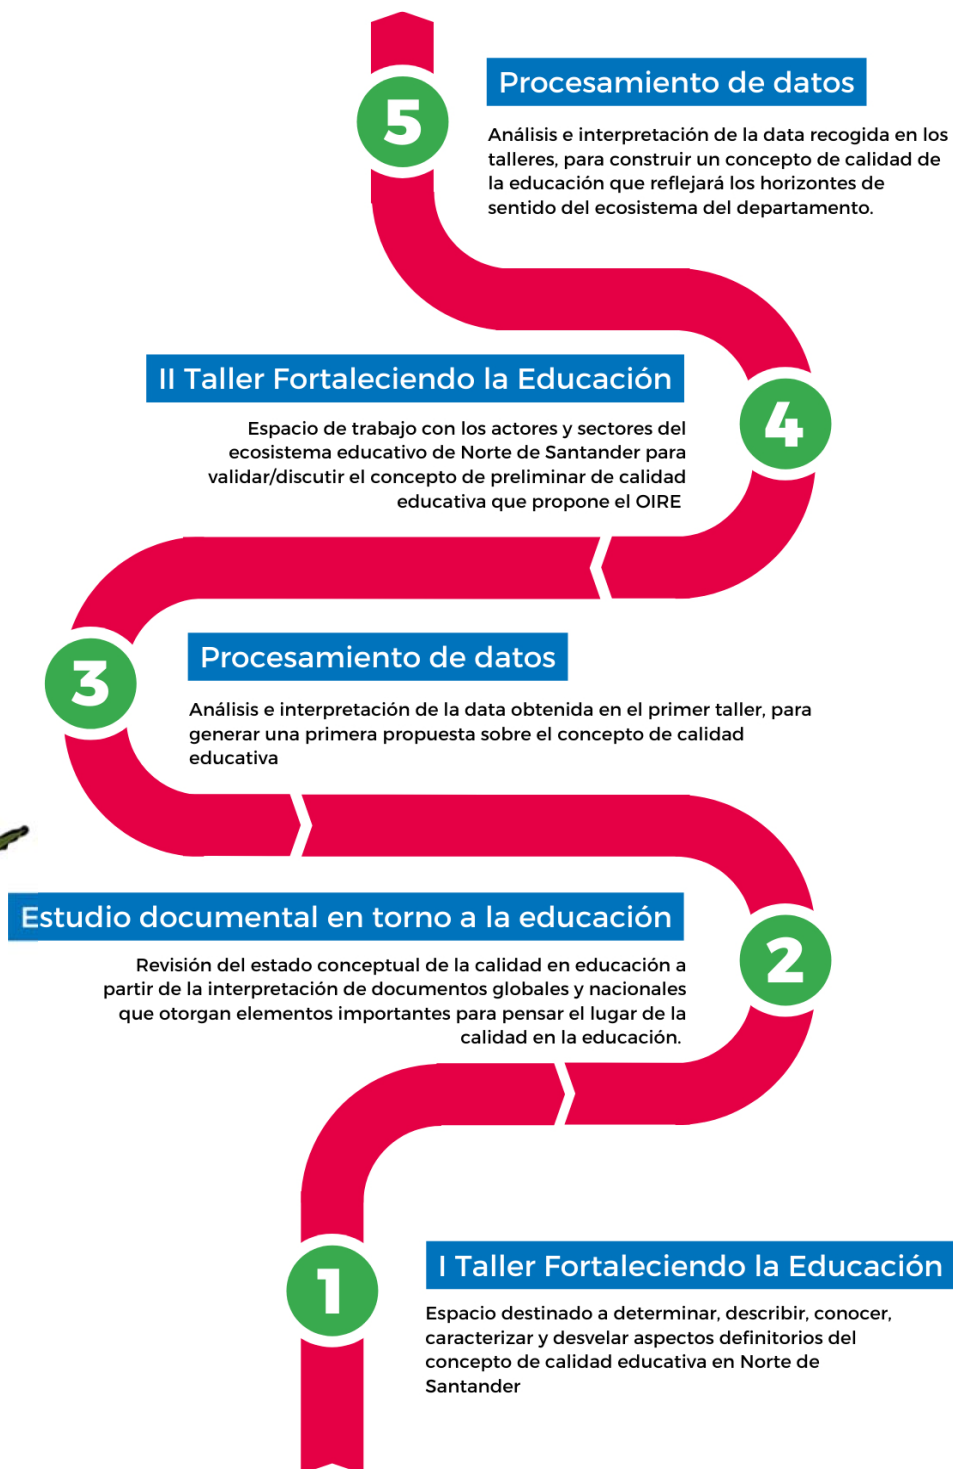 5
Procesamiento de datos
Análisis e interpretación de la data recogida en los
talleres, para construir un concepto de calidad de
la educación que reflejará los horizontes de
sentido del ecosistema del departamento.
II Taller Fortaleciendo la Educación
4
Espacio de trabajo con los actores y sectores del
ecosistema educativo de Norte de Santander para
validar/discutir el concepto de preliminar de calidad
educativa que propone el OIRE
3
Procesamiento de datos
Análisis e interpretación de la data obtenida en el primer taller, para
generar una primera propuesta sobre el concepto de calidad
educativa
Estudio documental en torno a la educación
2
Revisión del estado conceptual de la calidad en educación a
partir de la interpretación de documentos globales y nacionales
que otorgan elementos importantes para pensar el lugar de la
calidad en la educación.
1
I Taller Fortaleciendo la Educación
Espacio destinado a determinar, describir, conocer,
caracterizar y desvelar aspectos definitorios del
concepto de calidad educativa en Norte de
Santander